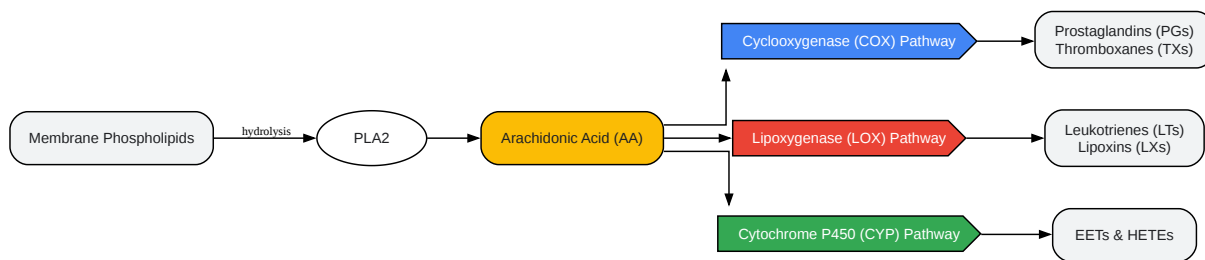 Cyclooxygenase (COX) Pathway
Prostaglandins (PGs)
Thromboxanes (TXs)
Membrane Phospholipids
hydrolysis
PLA2
Arachidonic Acid (AA)
Lipoxygenase (LOX) Pathway
Leukotrienes (LTs)
Lipoxins (LXs)
Cytochrome P450 (CYP) Pathway
EETs & HETEs